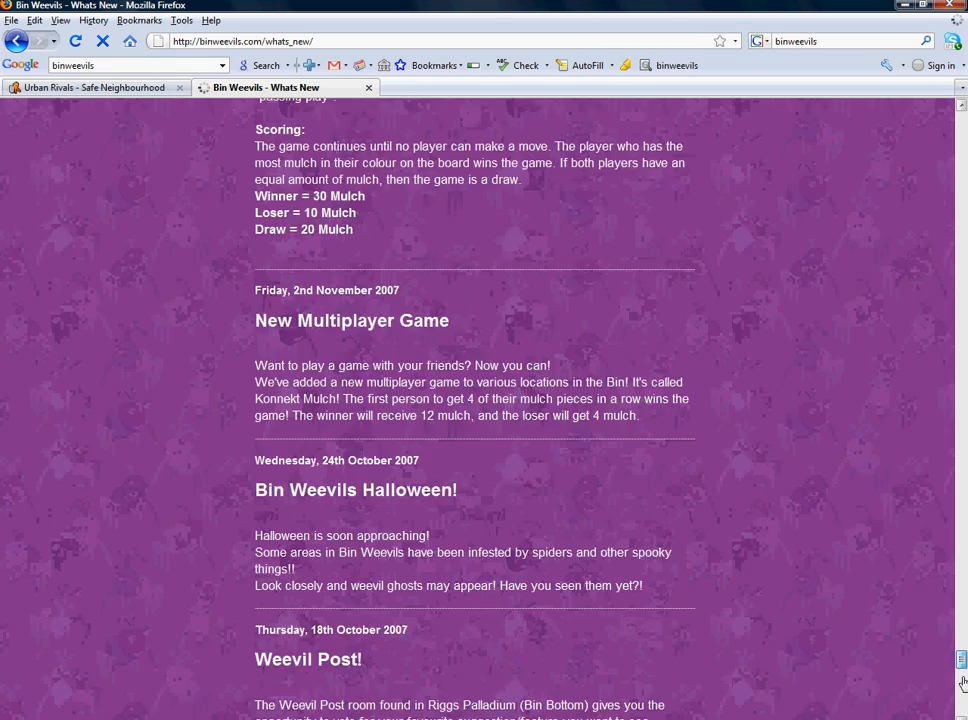 Bin Weevils - Whats New - Mozilla Firefox
File Edit View History Bookmarks Tools Help
http://binweevils.com/whats_new/ binweevils
Google binweevils Search Bookmarks Check AutoFill binweevils Sign in
Urban Rivals - Safe Neighbourhood Bin Weevils - Whats New
"passing play".
Scoring:
The game continues until no player can make a move. The player who has the
most mulch in their colour on the board wins the game. If both players have an
equal amount of mulch, then the game is a draw.
Winner = 30 Mulch
Loser = 10 Mulch
Draw = 20 Mulch
Friday, 2nd November 2007
New Multiplayer Game
Want to play a game with your friends? Now you can!
We've added a new multiplayer game to various locations in the Bin! It's called
Konnekt Mulch! The first person to get 4 of their mulch pieces in a row wins the
game! The winner will receive 12 mulch, and the loser will get 4 mulch.
Wednesday, 24th October 2007
Bin Weevils Halloween!
Halloween is soon approaching!
Some areas in Bin Weevils have been infested by spiders and other spooky
things!!
Look closely and weevil ghosts may appear! Have you seen them yet?!
Thursday, 18th October 2007
Weevil Post!
The Weevil Post room found in Riggs Palladium (Bin Bottom) gives you the